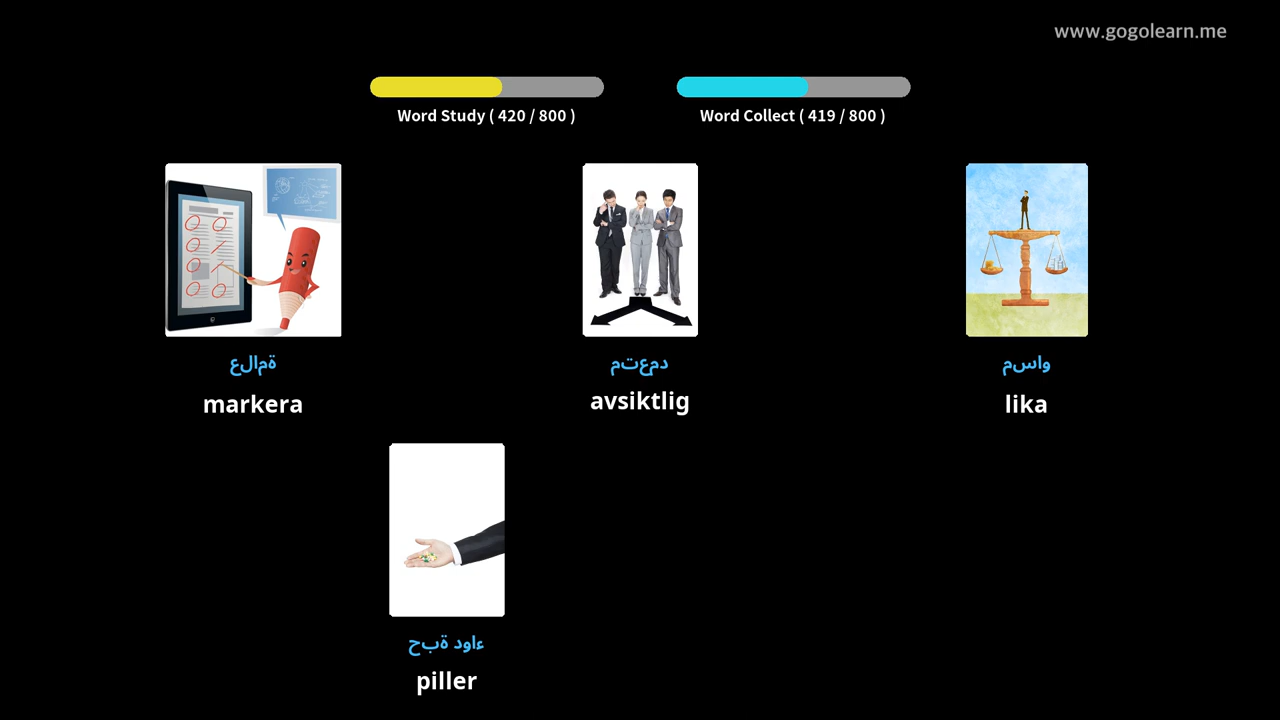 www.gogolearn.me
Word Study ( 420 / 800 )
Word Collect ( 419 / 800 )
ةمالع
markera
دمعتم
avsiktlig
واسم
lika
ءاود ةبح
piller